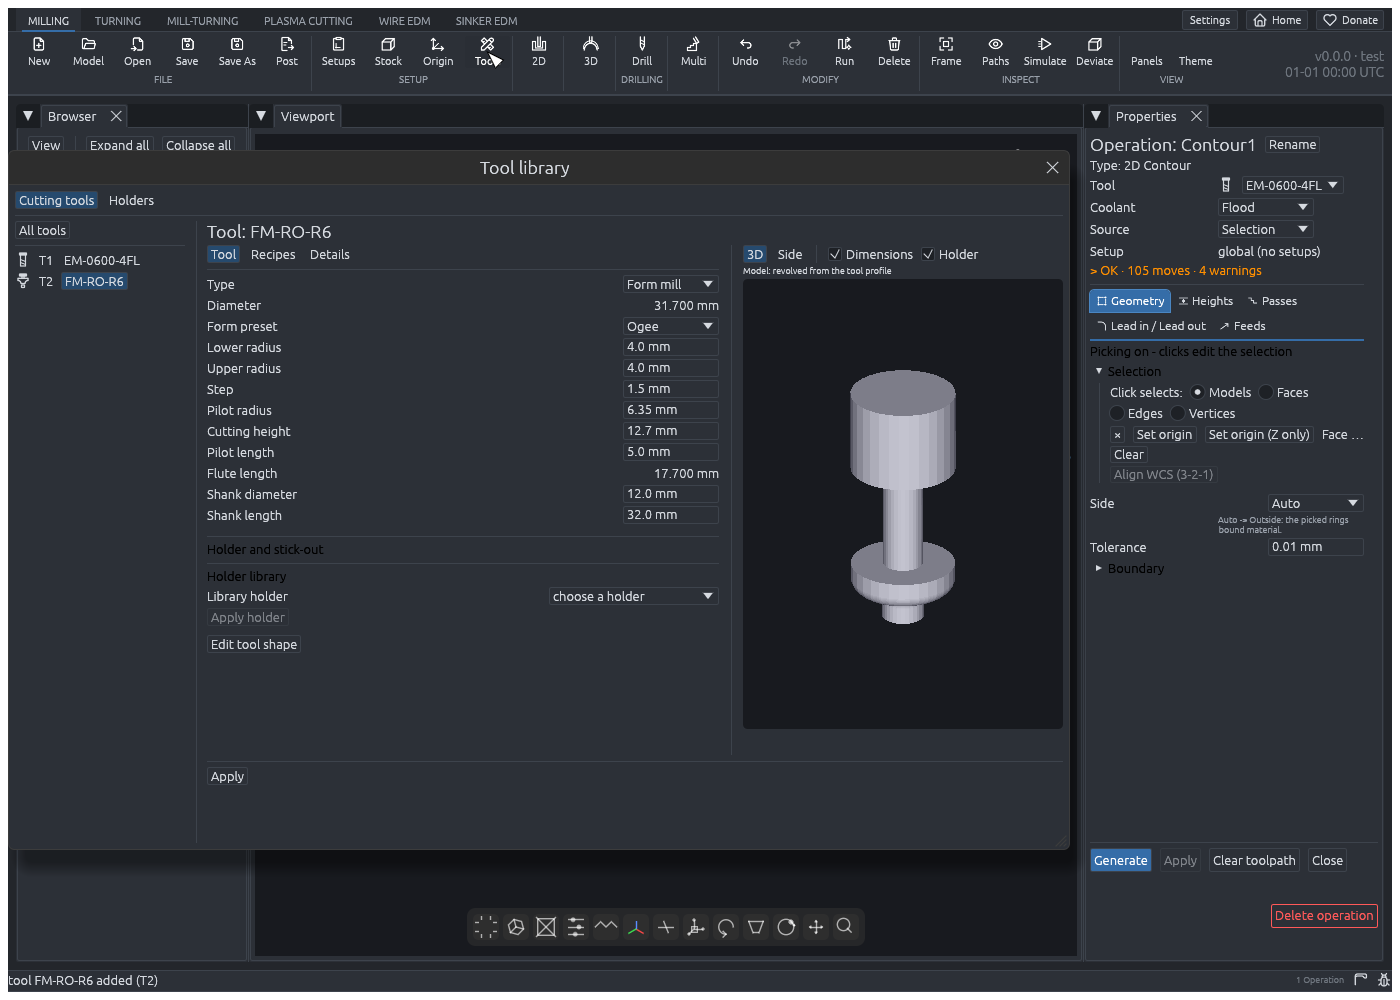 MILLING TURNING MILL-TURNING PLASMA CUTTING WIRE EDM SINKER EDM Settings Home Donate
New Model Open Save Save As Post Setups Stock Origin 2D 3D Drill Multi Undo Redo Run Delete Frame Paths Simulate Deviate Panels Theme
FILE SETUP DRILLING MODIFY INSPECT VIEW
v0.0.0 · test
01-01 00:00 UTC
Browser Viewport Properties
View Expand all Collapse all
Tool library
Cutting tools Holders
All tools
T1 EM-0600-4FL
T2 FM-RO-R6
Tool: FM-RO-R6
Tool Recipes Details
Type Form mill
Diameter 31.700 mm
Form preset Ogee
Lower radius 4.0 mm
Upper radius 4.0 mm
Step 1.5 mm
Pilot radius 6.35 mm
Cutting height 12.7 mm
Pilot length 5.0 mm
Flute length 17.700 mm
Shank diameter 12.0 mm
Shank length 32.0 mm
Holder and stick-out
Holder library
Library holder choose a holder
Apply holder
Edit tool shape
Apply
3D Side Dimensions Holder
Model: revolved from the tool profile
Operation: Contour1 Rename
Type: 2D Contour
Tool EM-0600-4FL
Coolant Flood
Source Selection
Setup global (no setups)
> OK · 105 moves · 4 warnings
Geometry Heights Passes
Lead in / Lead out Feeds
Picking on - clicks edit the selection
Selection
Click selects: Models Faces
Edges Vertices
× Set origin Set origin (Z only) Face ...
Clear
Align WCS (3-2-1)
Side Auto
Auto -> Outside: the picked rings
bound material.
Tolerance 0.01 mm
Boundary
Generate Apply Clear toolpath Close
Delete operation
tool FM-RO-R6 added (T2) 1 Operation